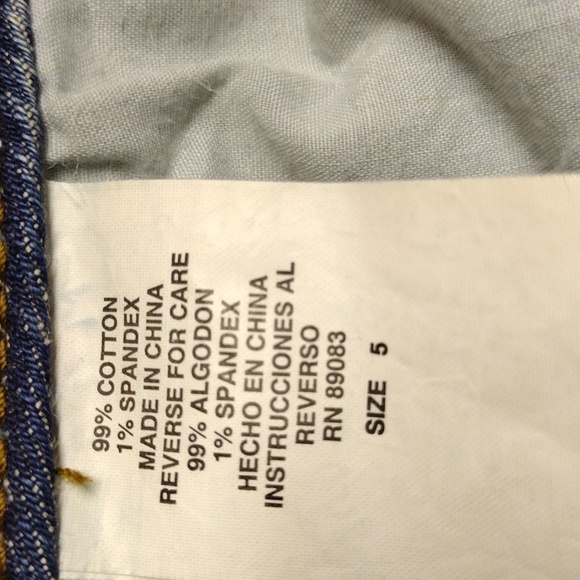 99% COTTON
1% SPANDEX
MADE IN CHINA
REVERSE FOR CARE
99% ALGODON
1% SPANDEX
HECHO EN CHINA
INSTRUCCIONES AL
REVERSO
RN 89083
SIZE 5